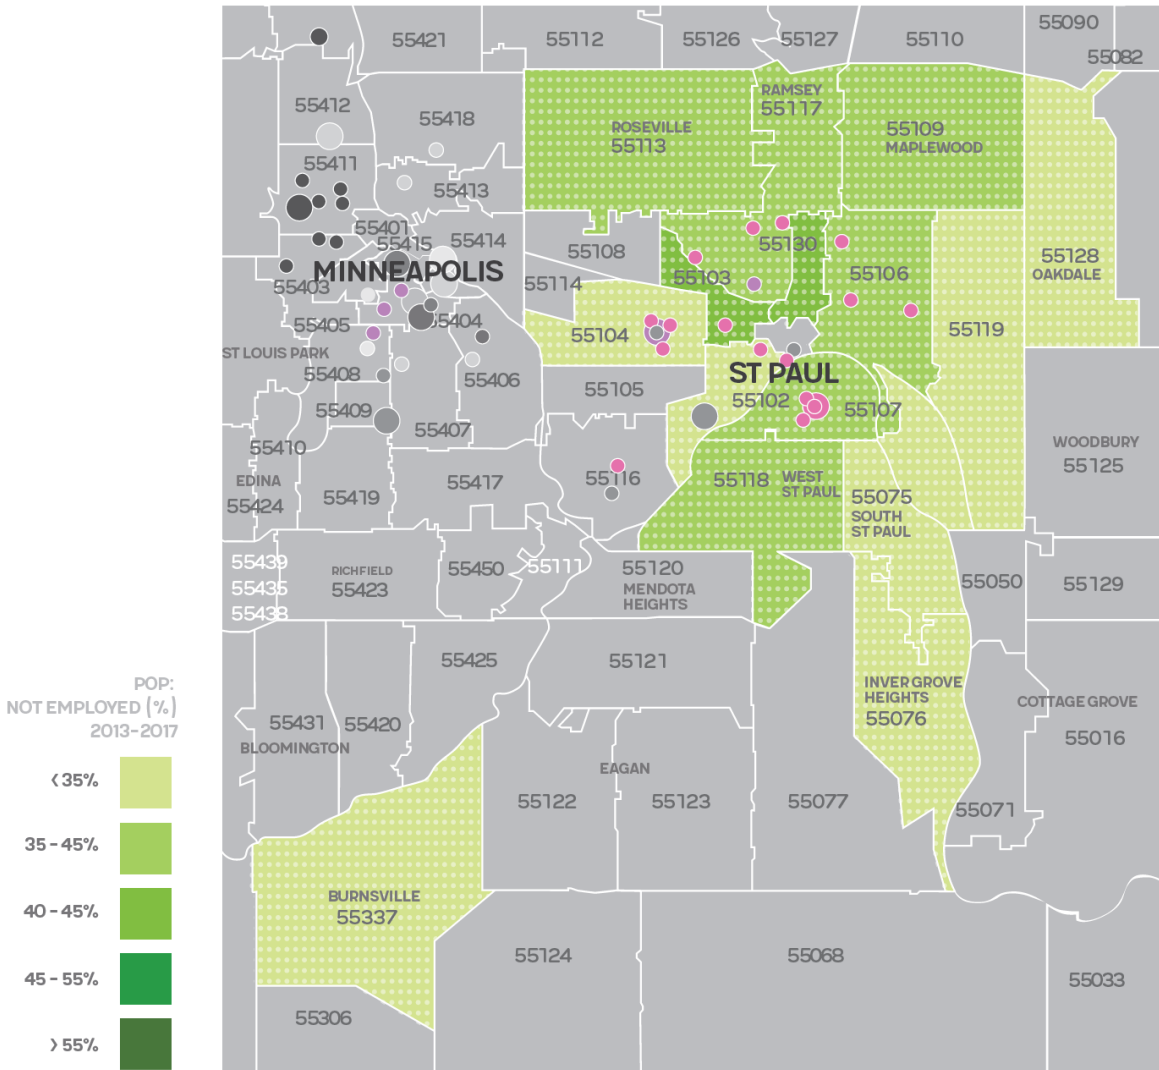 55090
55421
55112
55126
55127
55110
55082
RAMSEY
55412
55117
55418
ROSEVILLE
55109
55113
MAPLEWOOD
55411
55413
55401
55415
55414
55130
55108
55128
MINNEAPOLIS
55106
OAKDALE
55403
55114
55103
55405
55404
55104
55119
ST LOUIS PARK
55408
55406
ST PAUL
55105
55102
55409
55107
55407
55410
WOODBURY
55125
EDINA
55417
55116
55118
WEST
ST PAUL
55424
55419
55075
SOUTH
ST PAUL
55439
RICHFIELD
55450
55111
55120
55050
55129
55435
55423
MENDOTA
HEIGHTS
55438
55425
55121
POP:
NOT EMPLOYED (%)
2013-2017
INVER GROVE
HEIGHTS
55076
COTTAGE GROVE
55016
55431
55420
BLOOMINGTON
EAGAN
< 35%
55122
55123
55077
55071
35 - 45%
BURNSVILLE
55337
40 - 45%
55124
55068
45 - 55%
55033
55306
> 55%